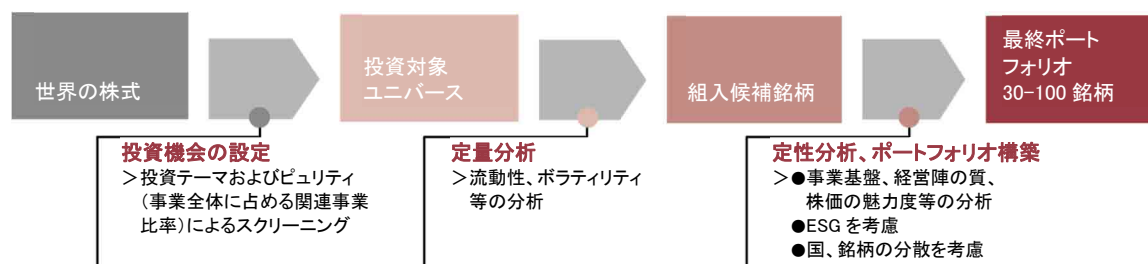 世界の株式
投資対象
ユニバース
組入候補銘柄
最終ポート
フォリオ
30-100 銘柄
投資機会の設定
>投資テーマおよびピュリティ
(事業全体に占める関連事業
比率)によるスクリーニング
定量分析
>流動性、ボラティリティ
等の分析
定性分析、ポートフォリオ構築
>●事業基盤、経営陣の質、
株価の魅力度等の分析
●ESG を考慮
●国、銘柄の分散を考慮